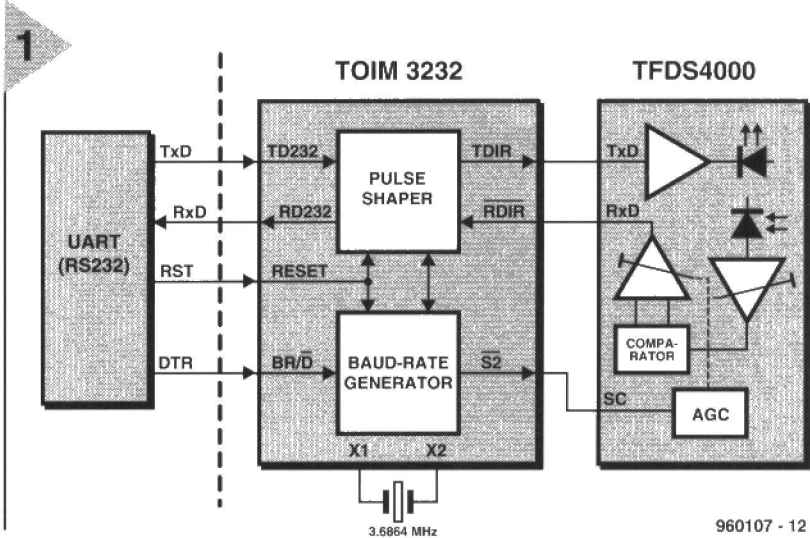 1
TOIM 3232
TFDS4000
TxD
TD232
TDIR
TxD
PULSE
SHAPER
RxD
RD232
RDIR
RxD
UART
(RS232)
RST
RESET
COMPA-
RATOR
DTR
BR/D
BAUD-RATE
GENERATOR
S2
SC
AGC
X1
X2
3.6864 MHz
960107 - 12